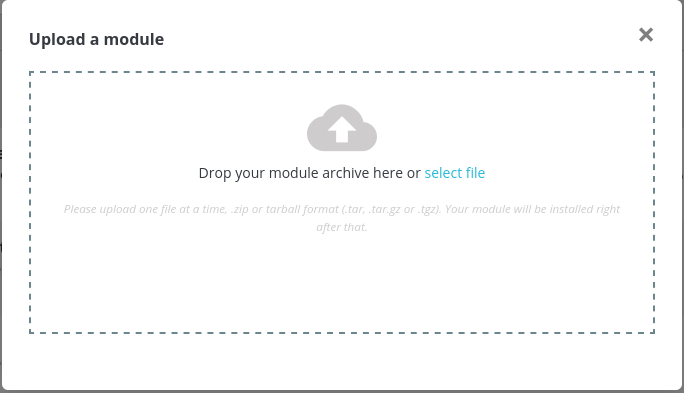 Upload a module
Drop your module archive here or select file
Please upload one file at a time, .zip or tarball format (.tar, .tar.gz or .tgz). Your module will be installed right
after that.